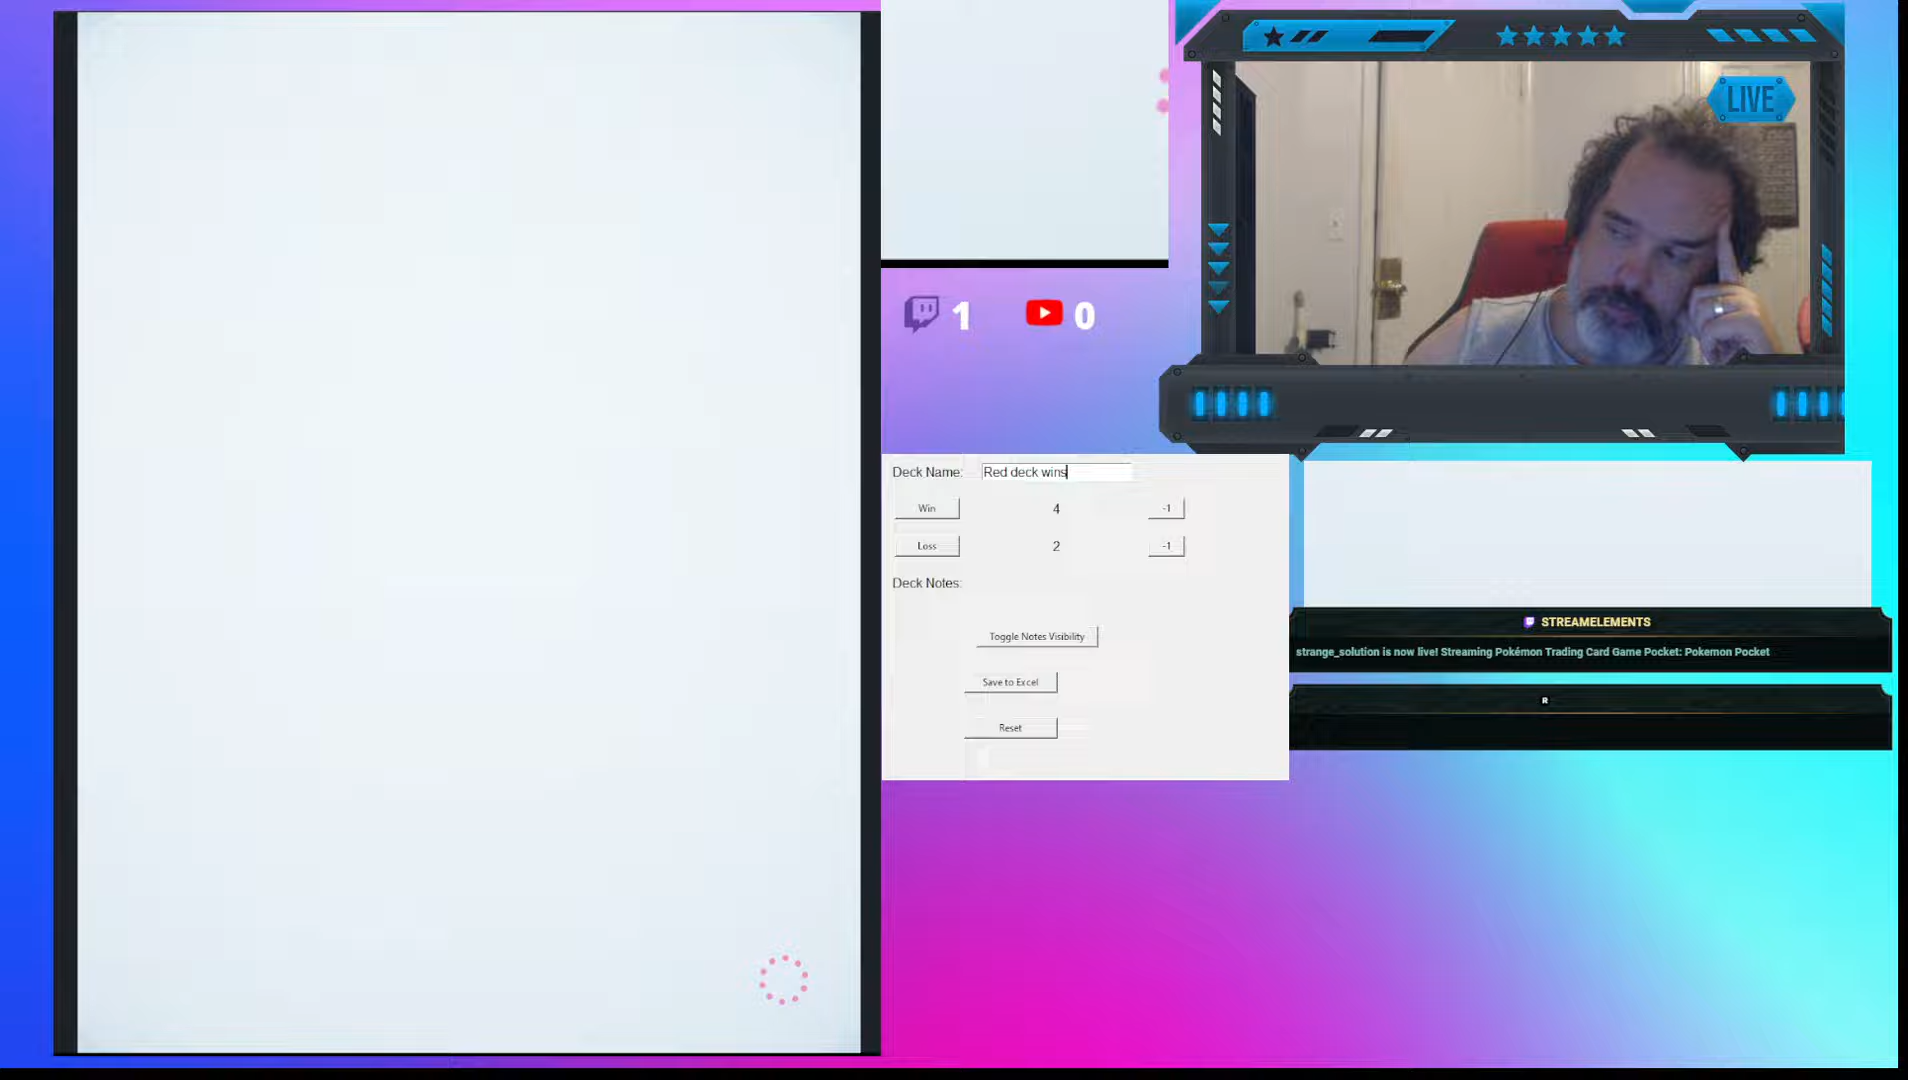 LIVE
1
0
Deck Name: Red deck wins
Win 4 -1
Loss 2 -1
Deck Notes:
Toggle Notes Visibility
Save to Excel
Reset
STREAMELEMENTS
strange_solution is now live! Streaming Pokémon Trading Card Game Pocket: Pokemon Pocket
R